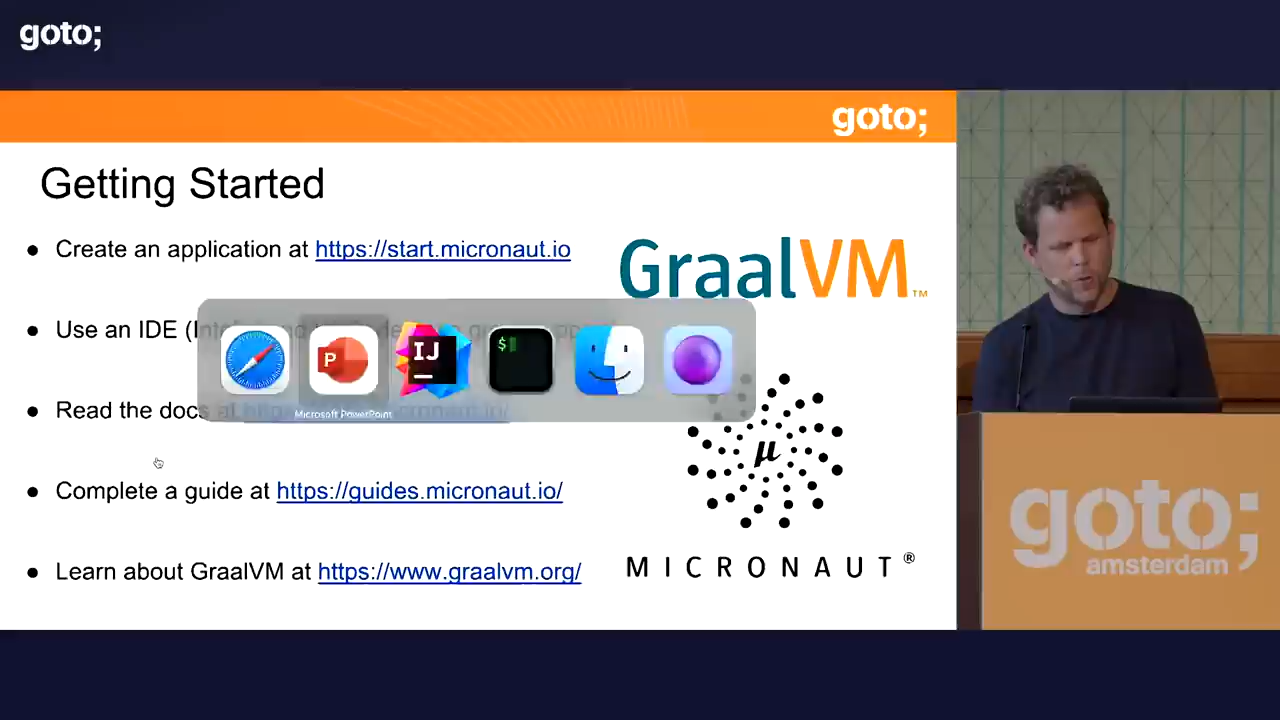 goto;
goto;
Getting Started
● Create an application at https://start.micronaut.io
GraalVM™
● Use an IDE
IJ
P
$
Microsoft PowerPoint
● Read the docs at
µ
● Complete a guide at https://guides.micronaut.io/
MICRONAUT®
● Learn about GraalVM at https://www.graalvm.org/
goto;
amsterdam